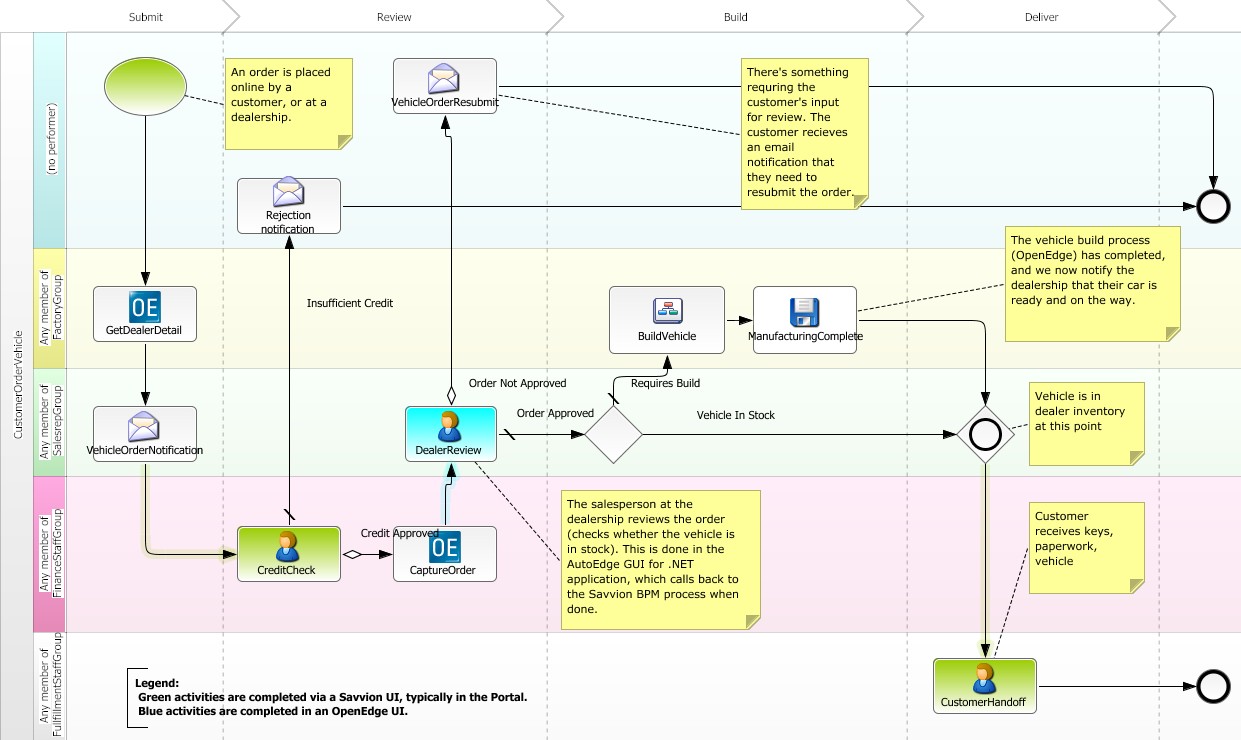 Submit
Review
Build
Deliver
CustomerOrderVehicle
(no performer)
An order is placed
online by a
customer, or at a
dealership.
VehicleOrderResubmit
There's something
requring the
customer's input
for review. The
customer recieves
an email
notification that
they need to
resubmit the order.
Rejection
notification
Any member of
FactoryGroup
OE
GetDealerDetail
Insufficient Credit
BuildVehicle
ManufacturingComplete
The vehicle build process
(OpenEdge) has completed,
and we now notify the
dealership that their car is
ready and on the way.
Any member of
SalesrepGroup
VehicleOrderNotification
Order Not Approved
Order Approved
DealerReview
Requires Build
Vehicle In Stock
Vehicle is in
dealer inventory
at this point
Any member of
FinanceStaffGroup
CreditCheck
Credit Approved
OE
CaptureOrder
The salesperson at the
dealership reviews the order
(checks whether the vehicle is
in stock). This is done in the
AutoEdge GUI for .NET
application, which calls back to
the Savvion BPM process when
done.
Customer
receives keys,
paperwork,
vehicle
Any member of
FullfillmentStaffGroup
Legend:
Green activities are completed via a Savvion UI, typically in the Portal.
Blue activities are completed in an OpenEdge UI.
CustomerHandoff